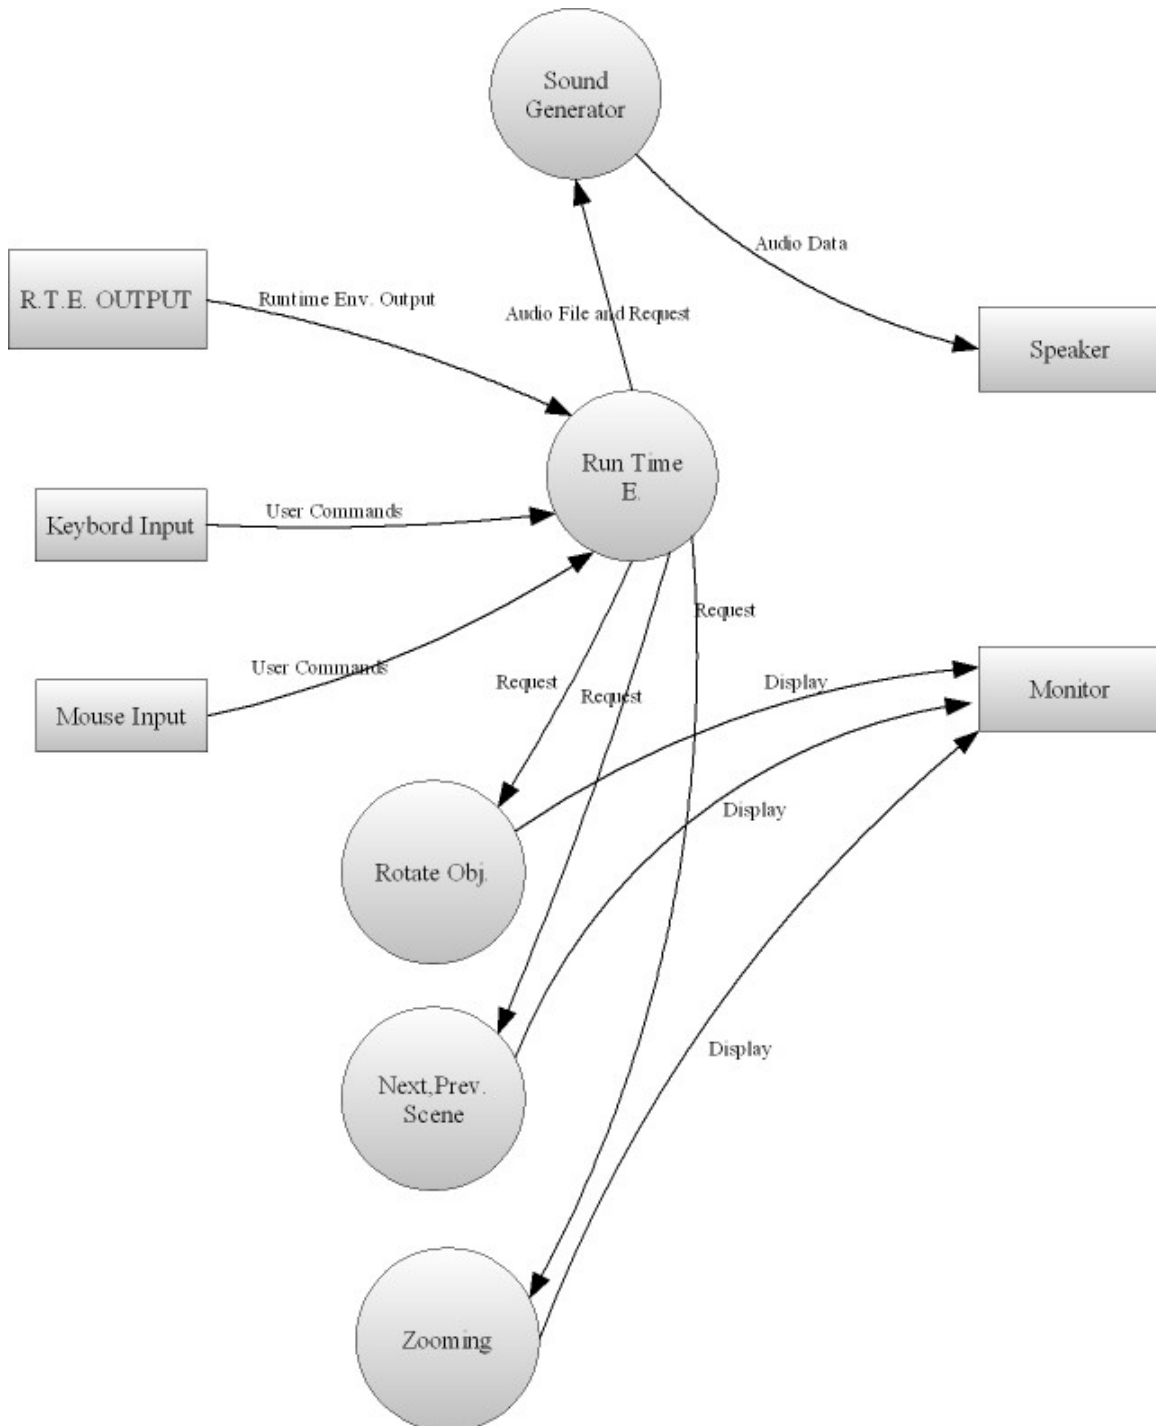 Sound
Generator
Audio Data
R.T.E. OUTPUT
Runtime Env. Output
Audio File and Request
Speaker
Run Time
E.
Keybord Input
User Commands
Request
User Commands
Mouse Input
Request
Request
Display
Monitor
Display
Rotate Obj.
Display
Next,Prev.
Scene
Zooming